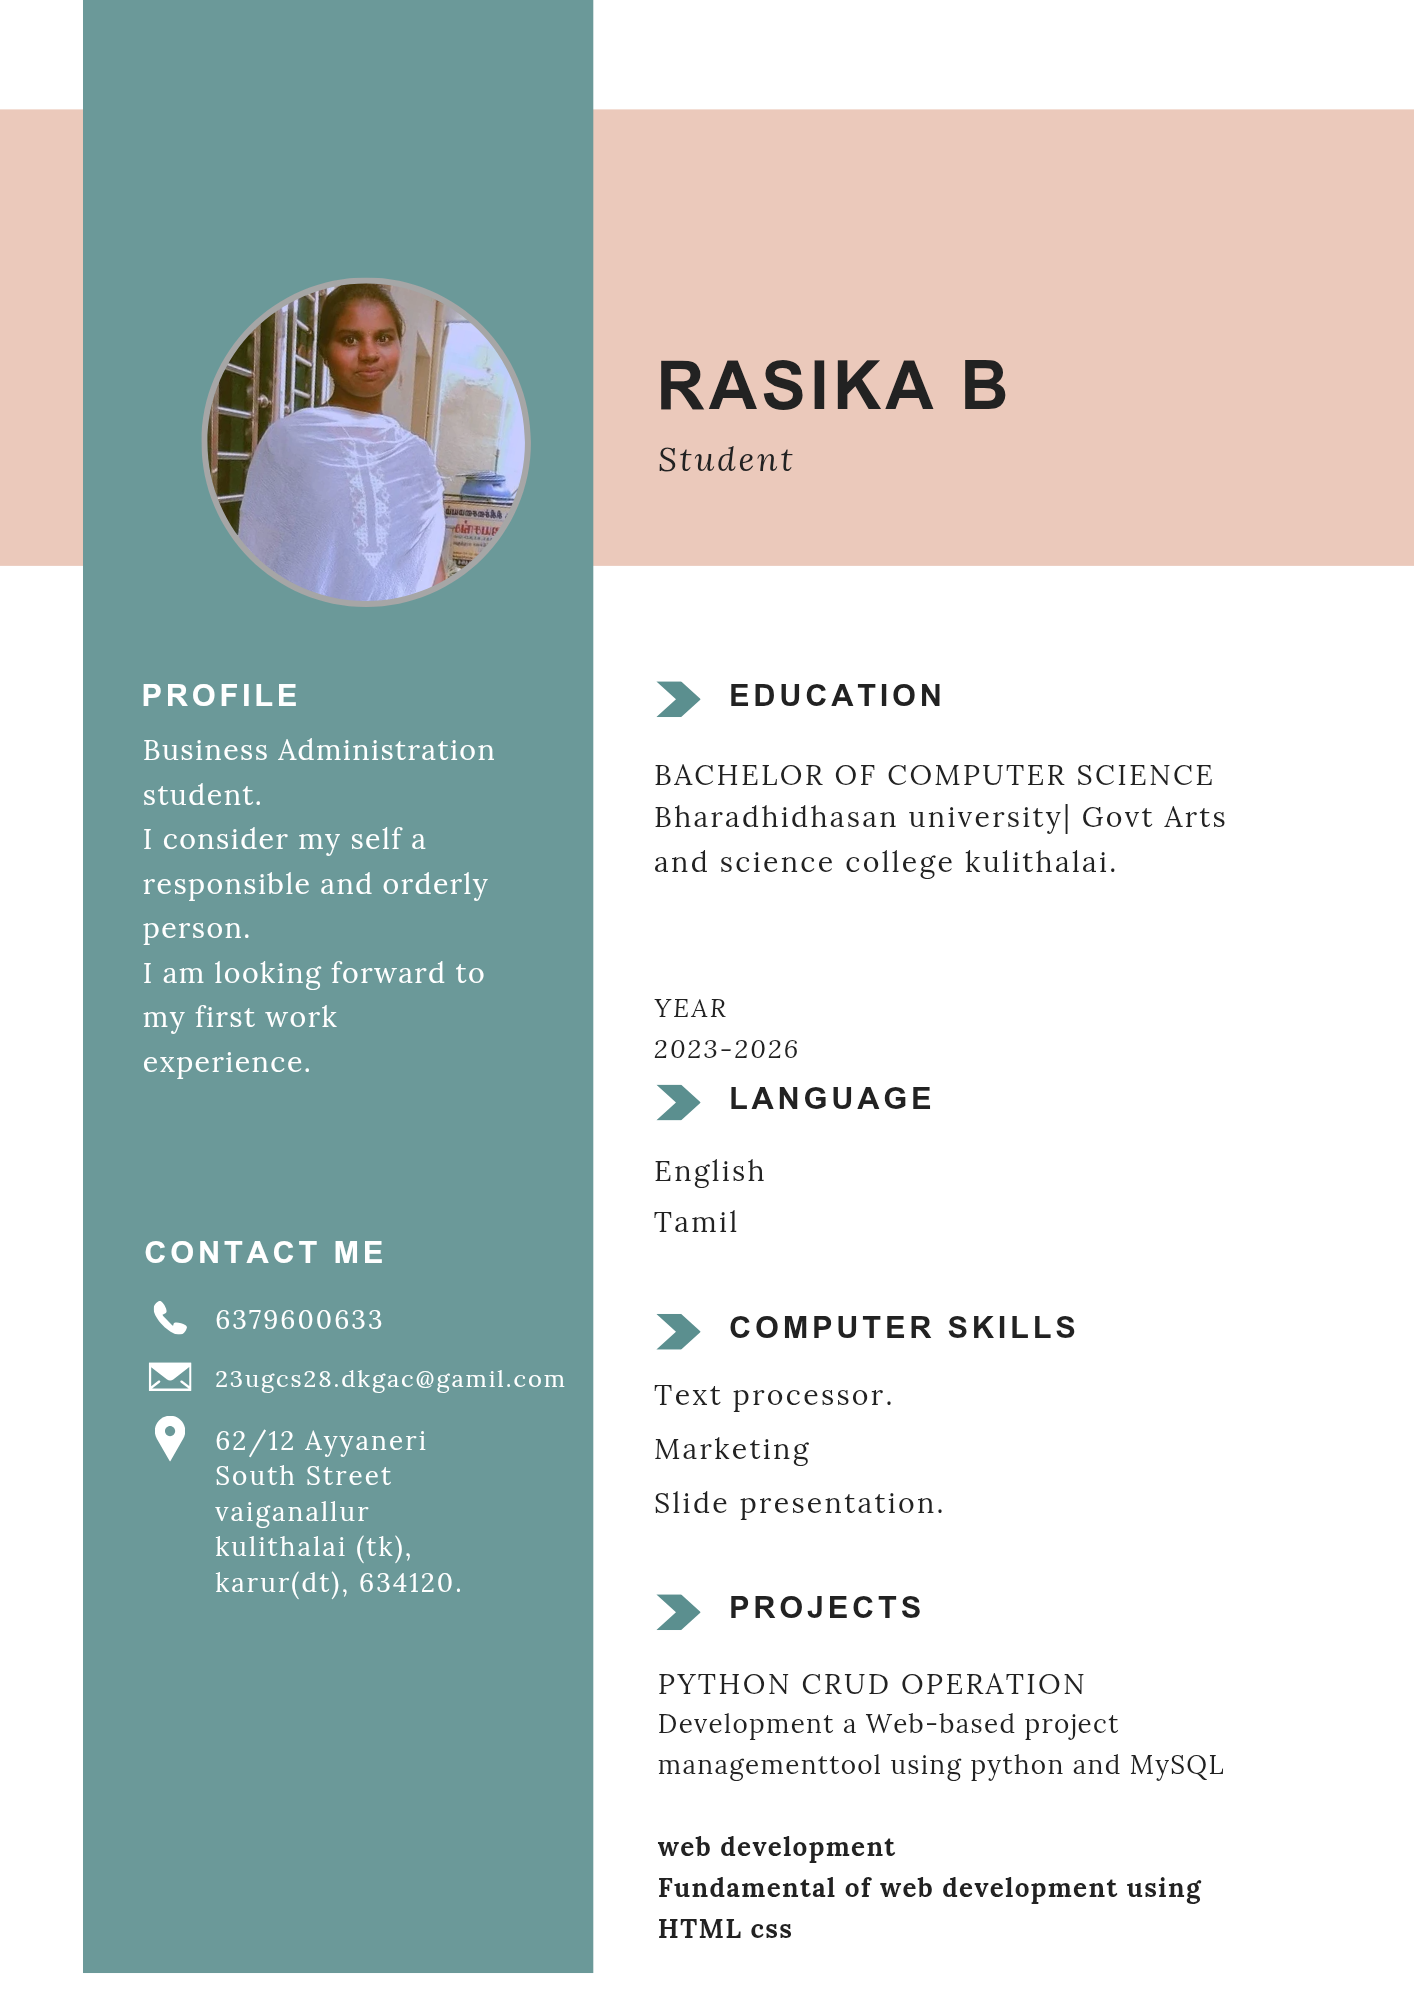 RASIKA B
Student
PROFILE
Business Administration
student.
I consider my self a
responsible and orderly
person.
I am looking forward to
my first work
experience.
CONTACT ME
6379600633
23ugcs28.dkgac@gamil.com
62/12 Ayyaneri
South Street
vaiganallur
kulithalai (tk),
karur(dt), 634120.
EDUCATION
BACHELOR OF COMPUTER SCIENCE
Bharadhidhasan university| Govt Arts
and science college kulithalai.
YEAR
2023-2026
LANGUAGE
English
Tamil
COMPUTER SKILLS
Text processor.
Marketing
Slide presentation.
PROJECTS
PYTHON CRUD OPERATION
Development a Web-based project
managementtool using python and MySQL
web development
Fundamental of web development using
HTML css